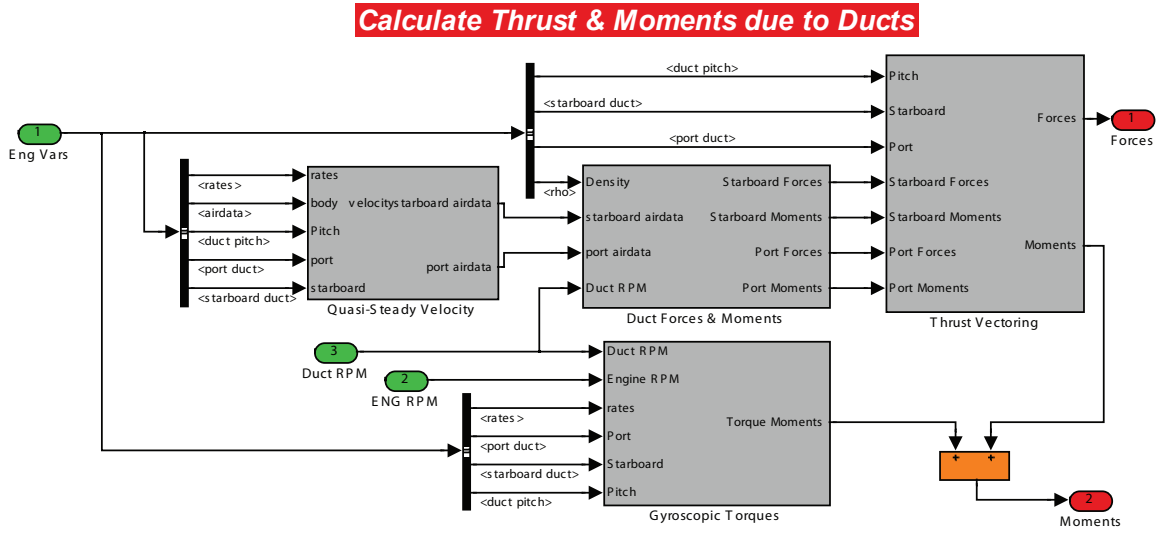 Calculate Thrust & Moments due to Ducts
1
Eng Vars
<duct pitch>
<starboard duct>
<port duct>
<rho>
Pitch
Starboard
Port
Starboard Forces
Starboard Moments
Port Forces
Port Moments
Forces
Moments
Thrust Vectoring
1
Forces
<rates>
<airdata>
<duct pitch>
<port duct>
<starboard duct>
rates
body velocity
Pitch
port
starboard
starboard airdata
port airdata
Quasi-Steady Velocity
Density
starboard airdata
port airdata
Duct RPM
Starboard Forces
Starboard Moments
Port Forces
Port Moments
Duct Forces & Moments
3
Duct RPM
2
ENG RPM
<rates>
<port duct>
<starboard duct>
<duct pitch>
Duct RPM
Engine RPM
rates
Port
Starboard
Pitch
Torque Moments
Gyroscopic Torques
+ +
2
Moments